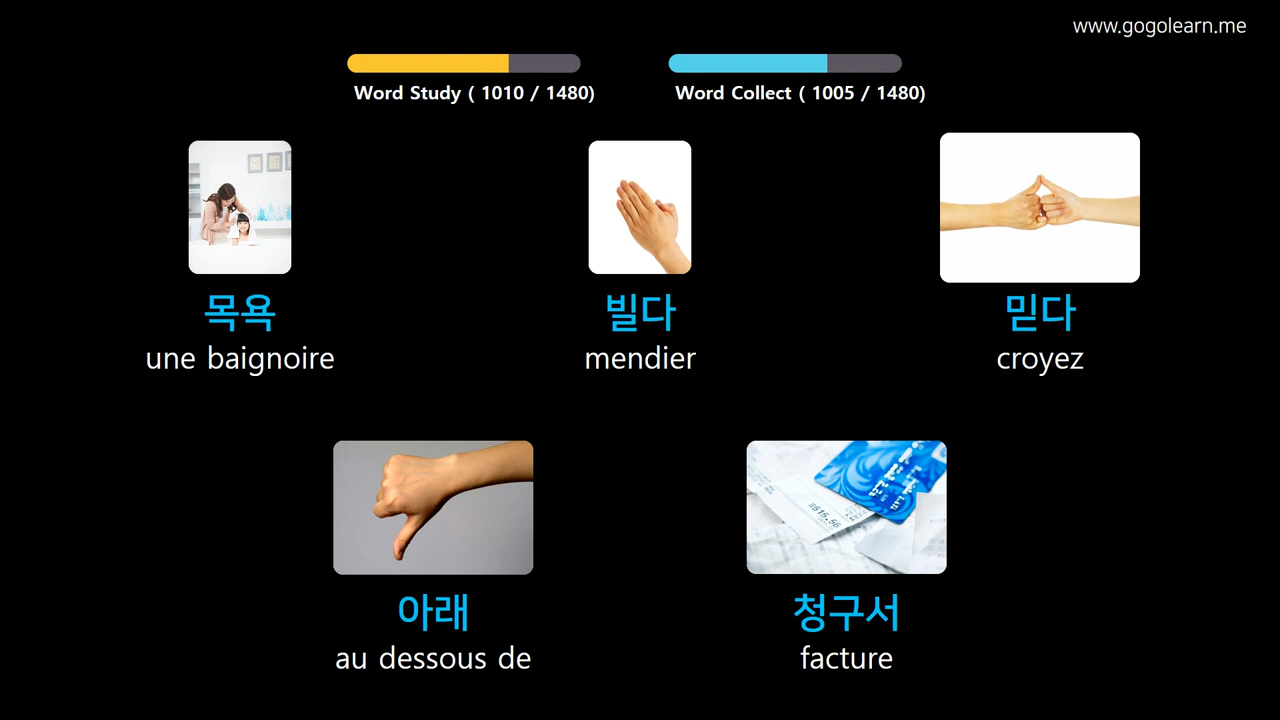 www.gogolearn.me
Word Study ( 1010 / 1480)
Word Collect ( 1005 / 1480)
목욕
une baignoire
빌다
mendier
믿다
croyez
아래
au dessous de
청구서
facture